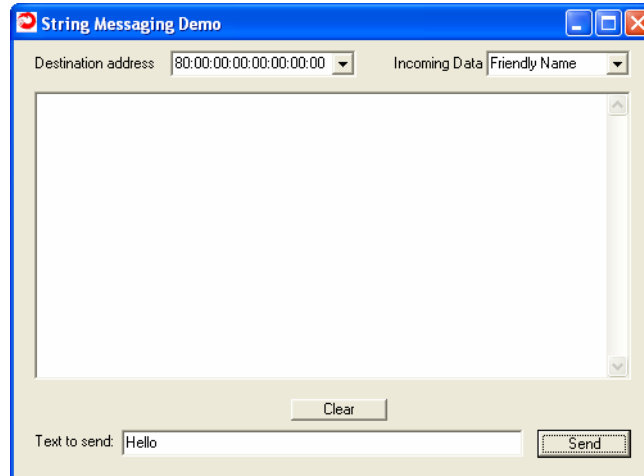 String Messaging Demo
Destination address 80:00:00:00:00:00:00:00 Incoming Data Friendly Name
Clear
Text to send: Hello Send